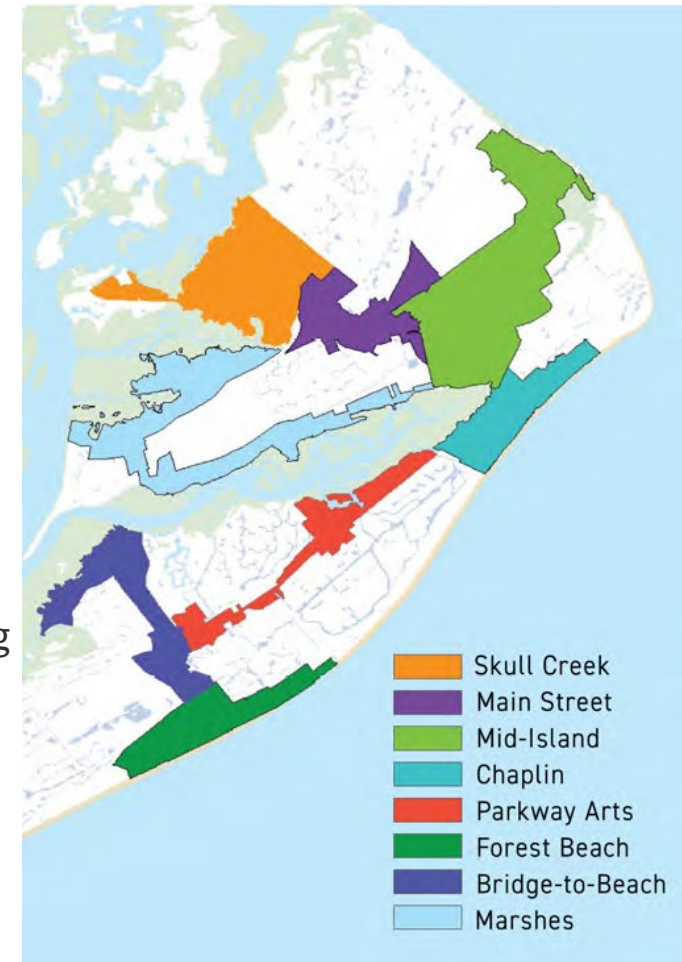 g
Skull Creek
Main Street
Mid-Island
Chaplin
Parkway Arts
Forest Beach
Bridge-to-Beach
Marshes